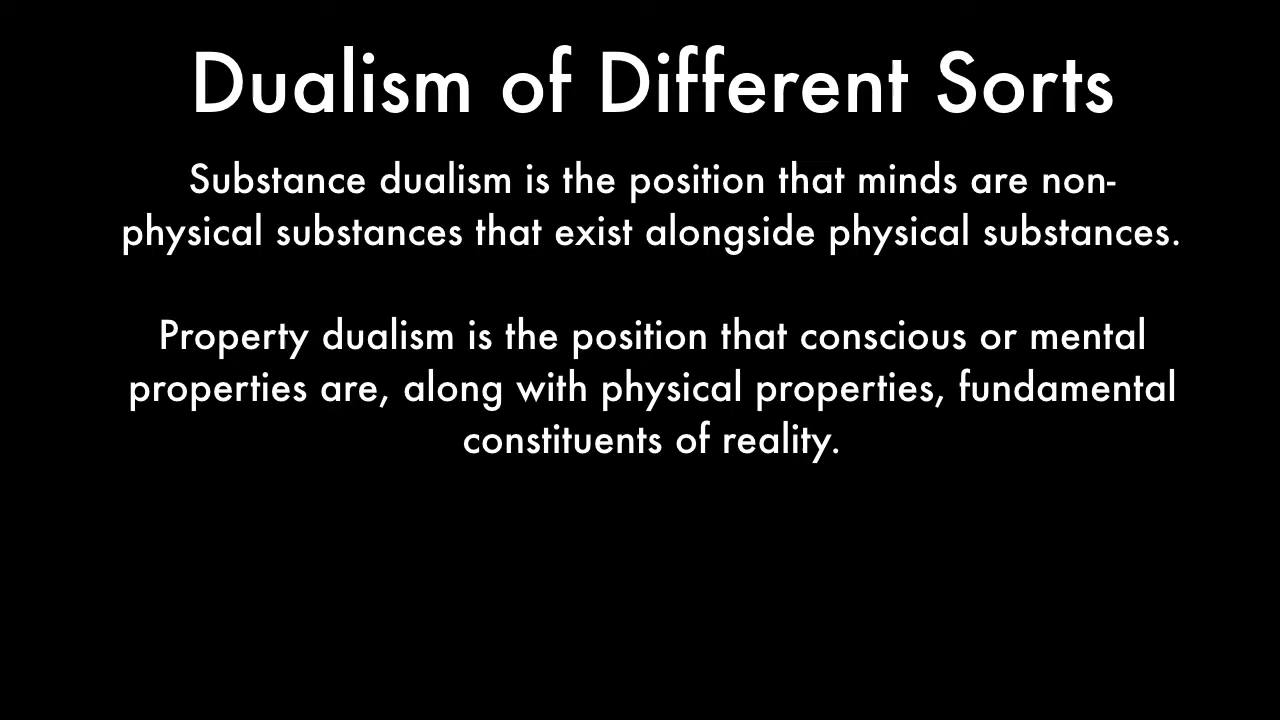 Dualism of Different Sorts
Substance dualism is the position that minds are non-
physical substances that exist alongside physical substances.
Property dualism is the position that conscious or mental
properties are, along with physical properties, fundamental
constituents of reality.